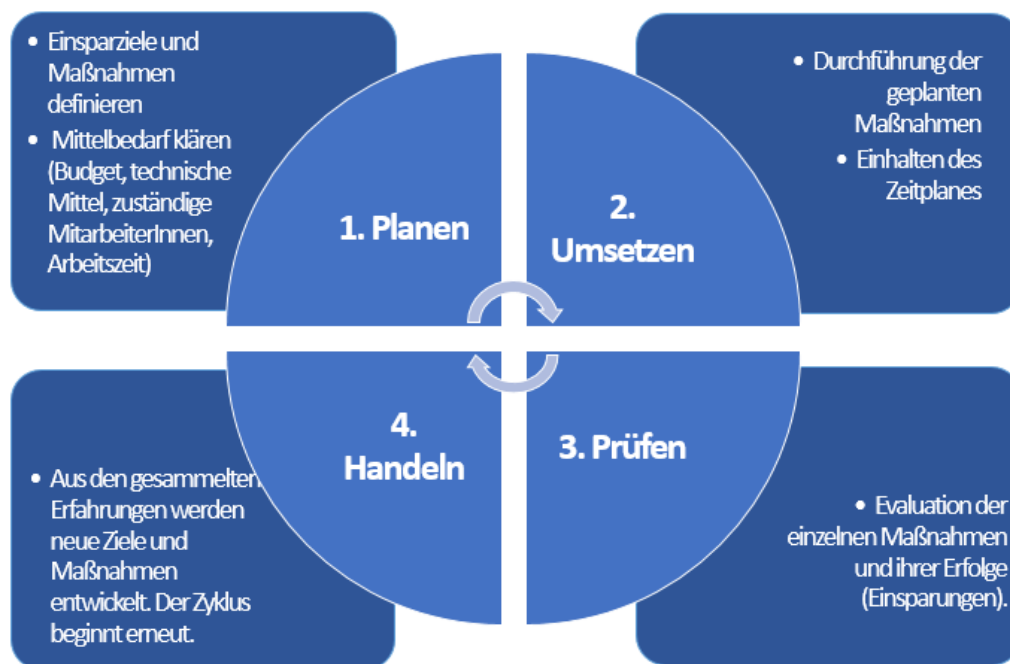 • Einsparziele und
Maßnahmen
definieren
• Mittelbedarf klären
(Budget, technische
Mittel, zuständige
MitarbeiterInnen,
Arbeitszeit)
1. Planen
2.
Umsetzen
• Durchführung der
geplanten
Maßnahmen
• Einhalten des
Zeitplanes
3. Prüfen
• Evaluation der
einzelnen Maßnahmen
und ihrer Erfolge
(Einsparungen).
4.
Handeln
• Aus den gesammelten
Erfahrungen werden
neue Ziele und
Maßnahmen
entwickelt. Der Zyklus
beginnt erneut.